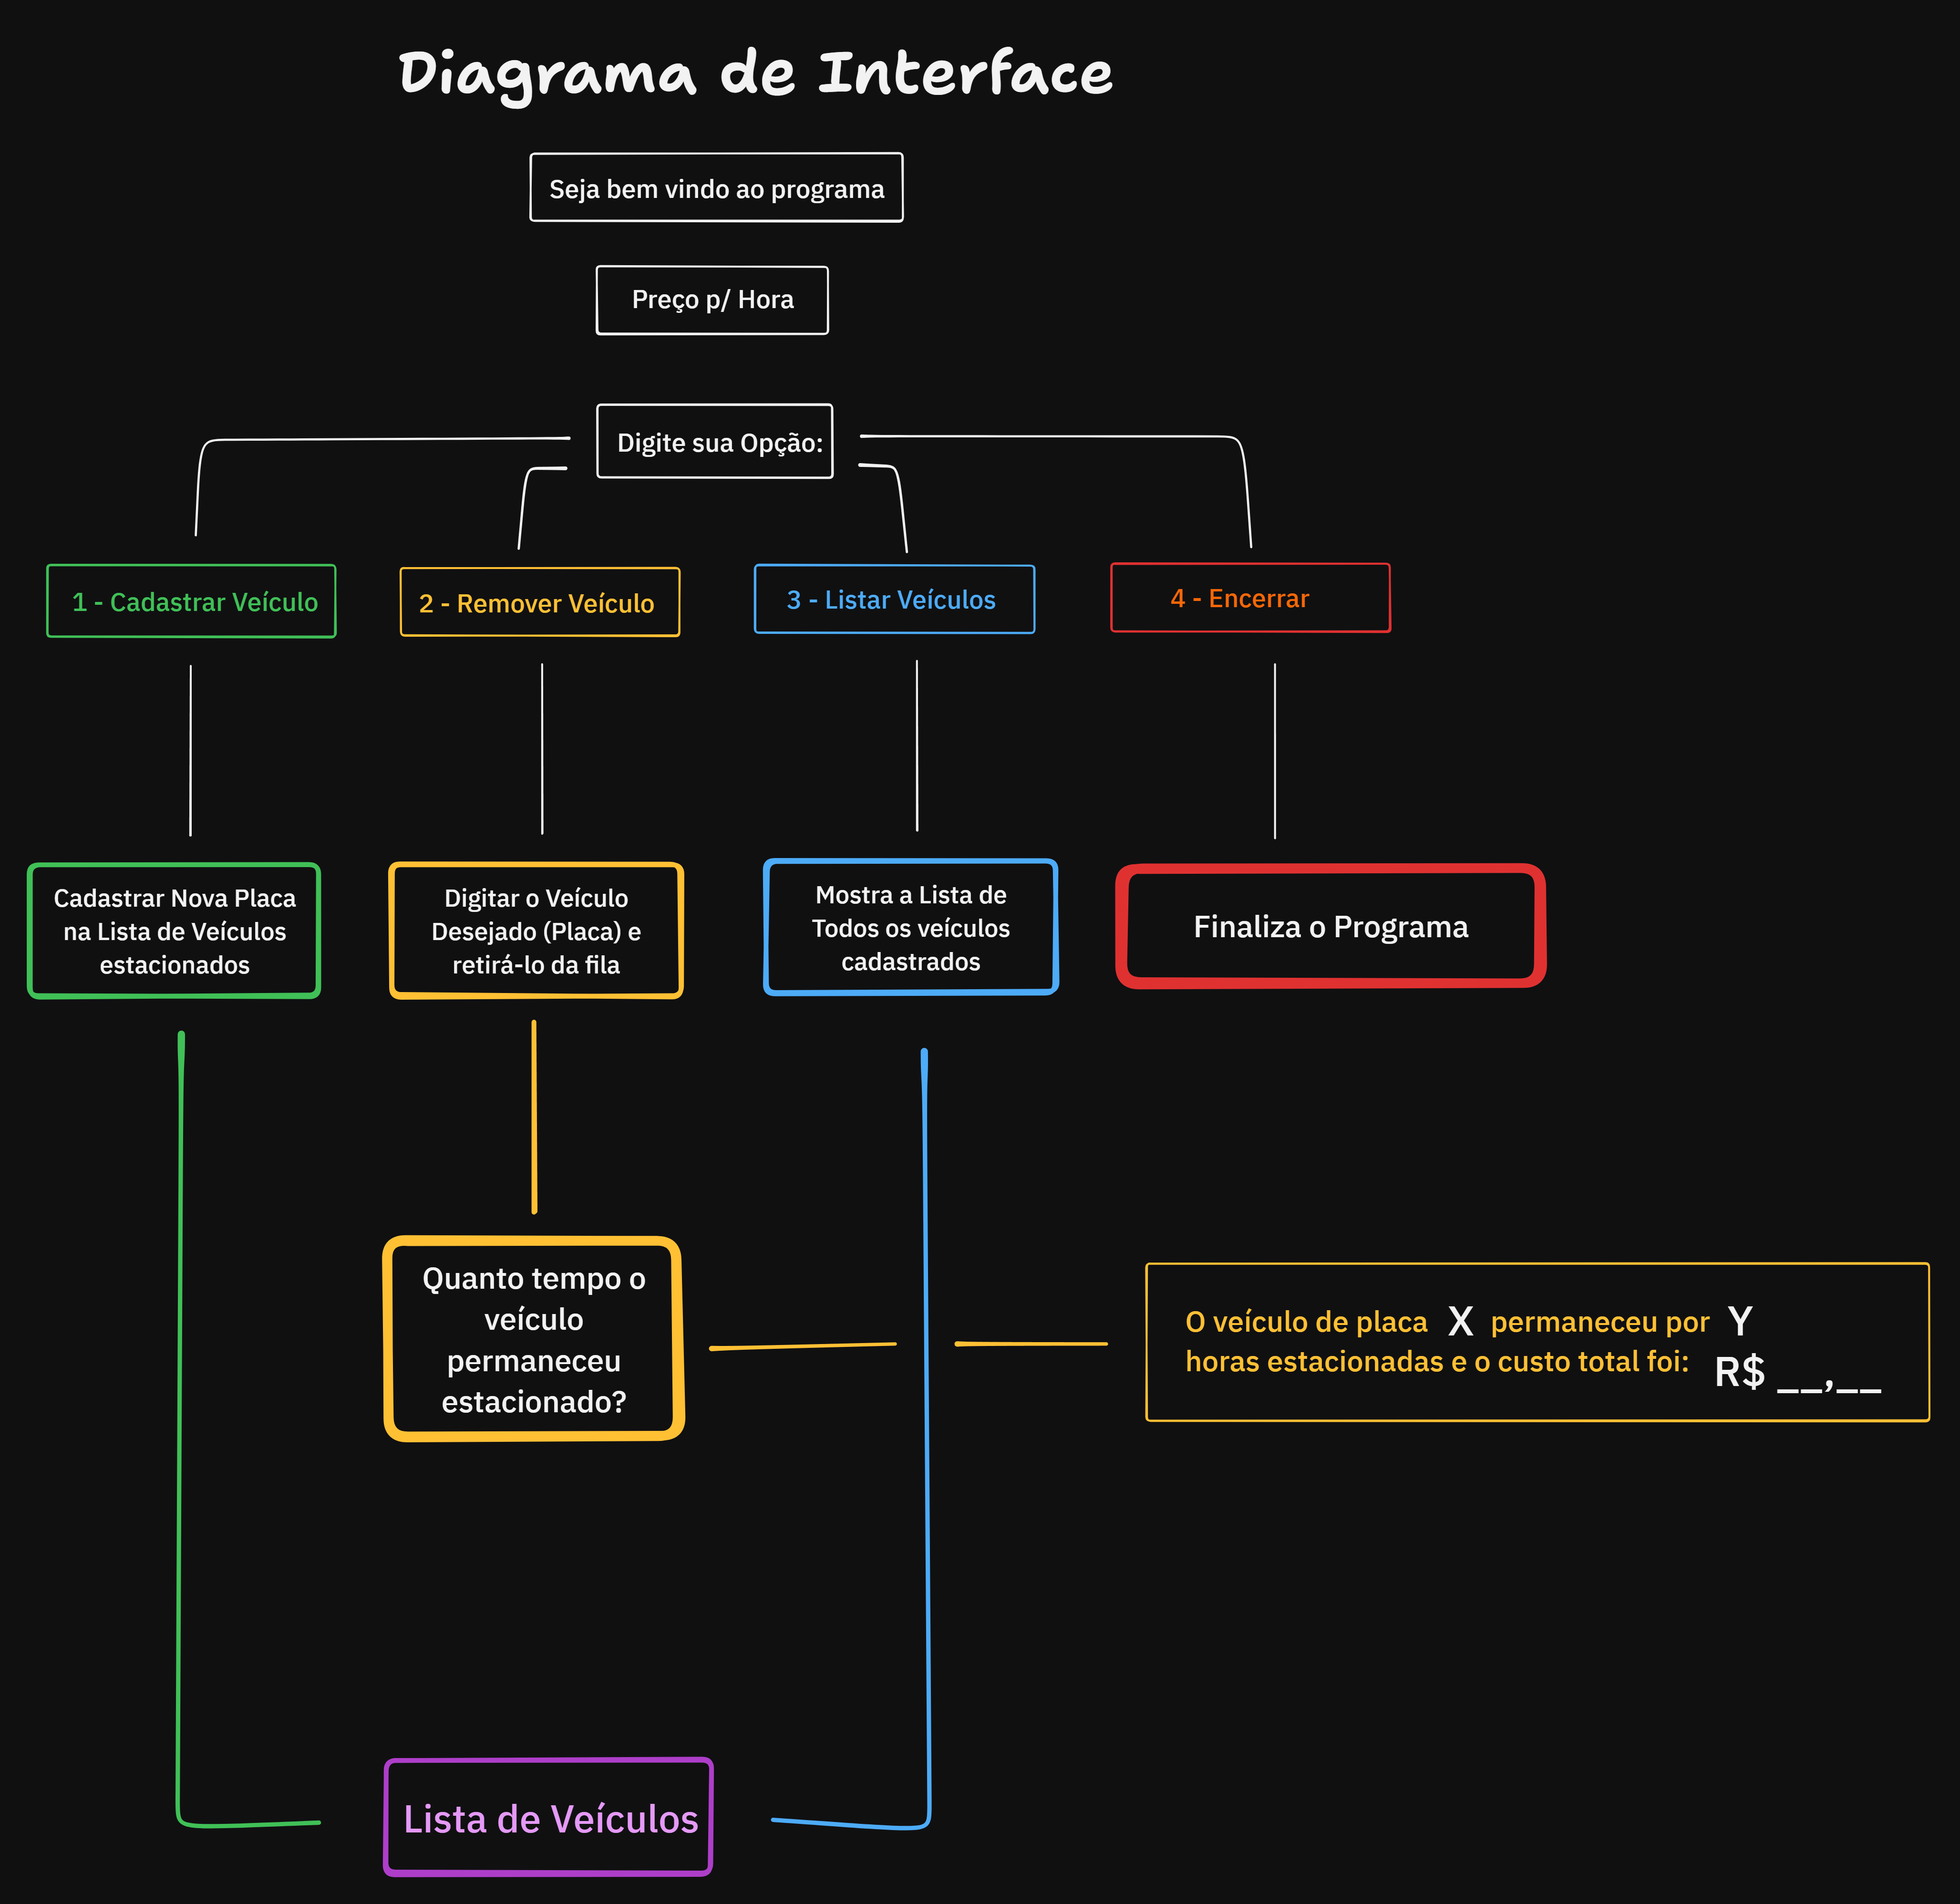 Diagrama de Interface
Seja bem vindo ao programa
Preço p/ Hora
Digite sua Opção:
1 - Cadastrar Veículo
2 - Remover Veículo
3 - Listar Veículos
4 - Encerrar
Cadastrar Nova Placa
na Lista de Veículos
estacionados
Digitar o Veículo
Desejado (Placa) e
retirá-lo da fila
Mostra a Lista de
Todos os veículos
cadastrados
Finaliza o Programa
Quanto tempo o
veículo
permaneceu
estacionado?
O veículo de placa X permaneceu por Y
horas estacionadas e o custo total foi: R$ __,__
Lista de Veículos